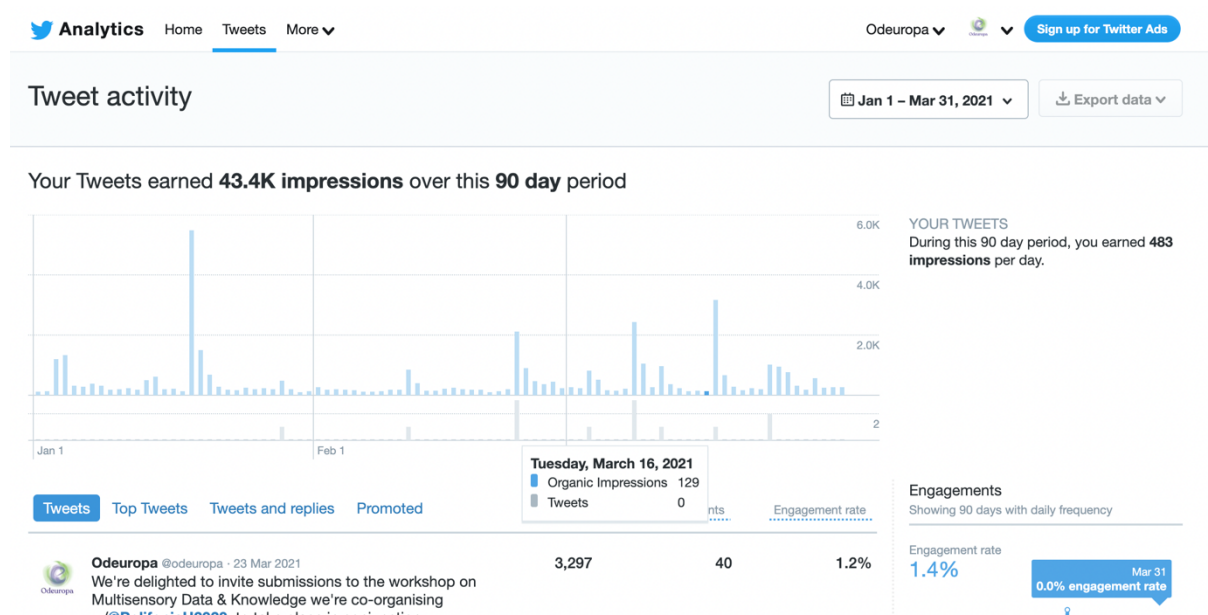 Analytics Home Tweets More
Odeuropa
Sign up for Twitter Ads
Tweet activity
Jan 1 – Mar 31, 2021
Export data
Your Tweets earned 43.4K impressions over this 90 day period
6.0K
4.0K
2.0K
2
Jan 1
Feb 1
YOUR TWEETS
During this 90 day period, you earned 483
impressions per day.
Tuesday, March 16, 2021
Organic Impressions 129
Tweets 0
Tweets Top Tweets Tweets and replies Promoted
Engagement rate
Odeuropa @odeuropa · 23 Mar 2021
We're delighted to invite submissions to the workshop on
Multisensory Data & Knowledge we're co-organising
3,297 40 1.2%
Odeuropa
Engagements
Showing 90 days with daily frequency
Engagement rate
1.4%
Mar 31
0.0% engagement rate